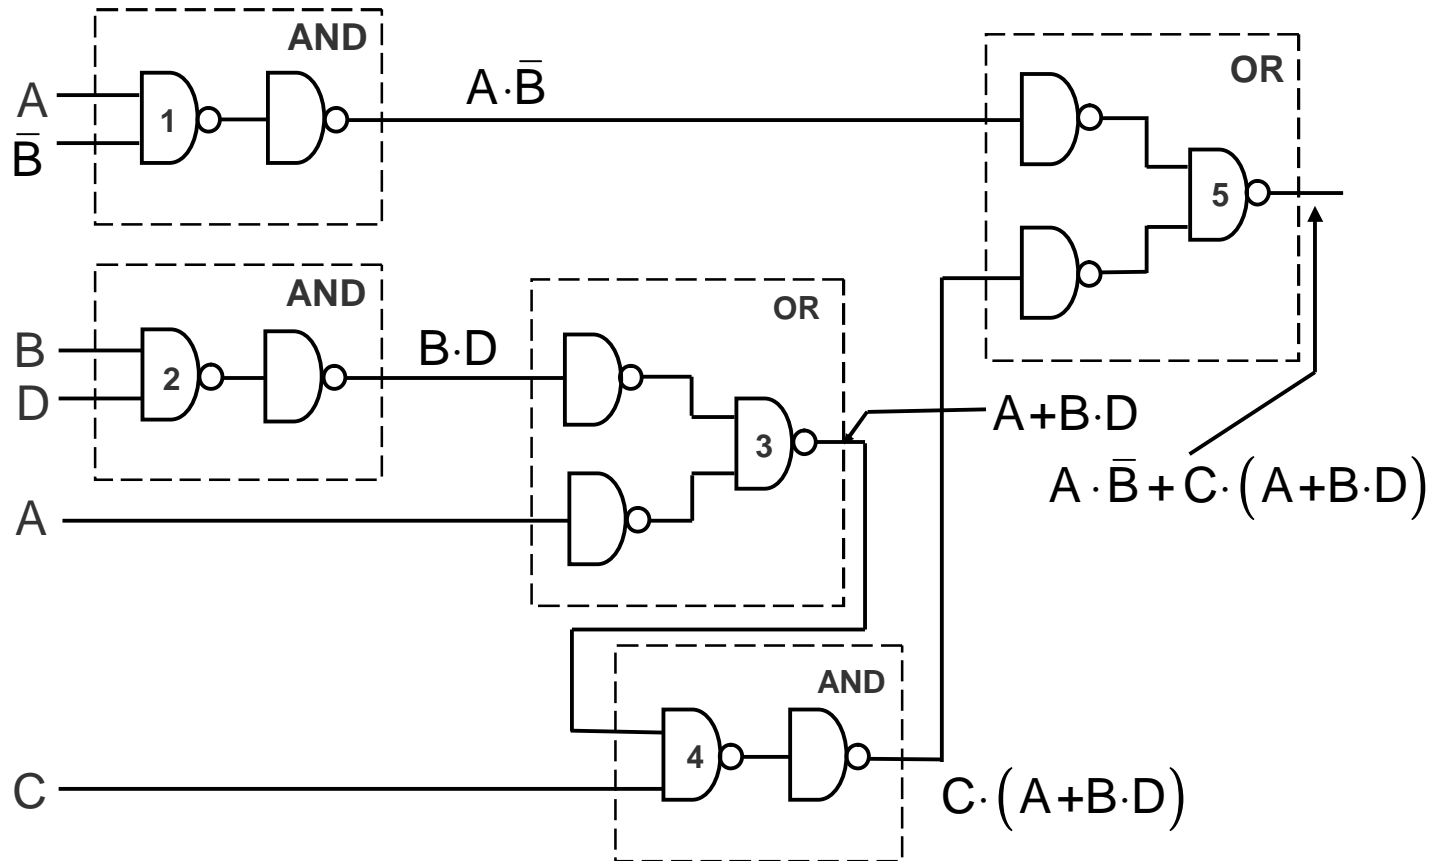 AND
A
B̅
1
A·B̅
OR
5
AND
B
D
2
B·D
OR
3
A
A+B·D
A·B̅+C·(A+B·D)
AND
4
C
C·(A+B·D)